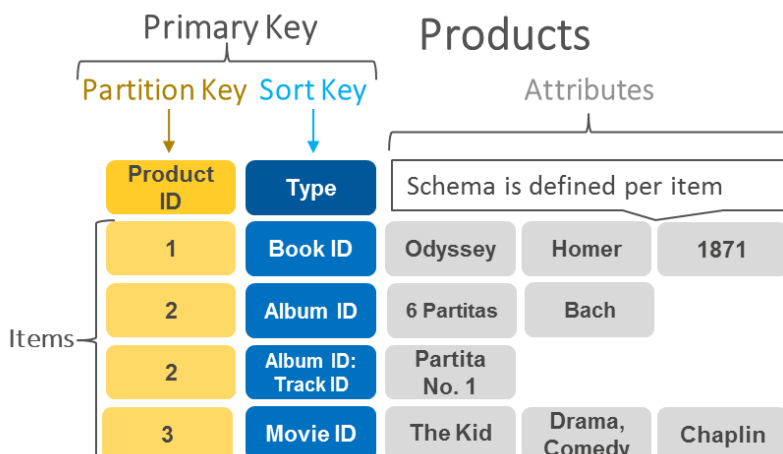 Primary Key
Products
Partition Key
Sort Key
Attributes
Product
ID
Type
Schema is defined per item
1
Book ID
Odyssey
Homer
1871
Items
2
Album ID
6 Partitas
Bach
2
Album ID:
Track ID
Partita
No. 1
3
Movie ID
The Kid
Drama,
Comedy
Chaplin